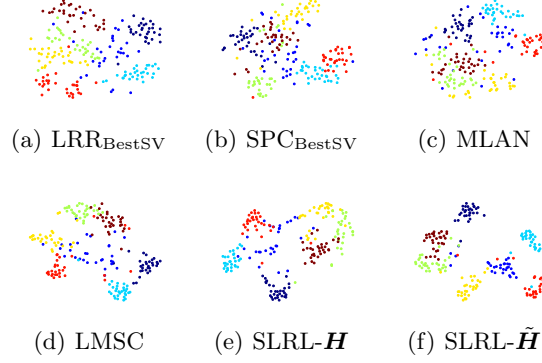 (a) LRR_BestSV (b) SPC_BestSV (c) MLAN
(d) LMSC (e) SLRL-H (f) SLRL-H̃